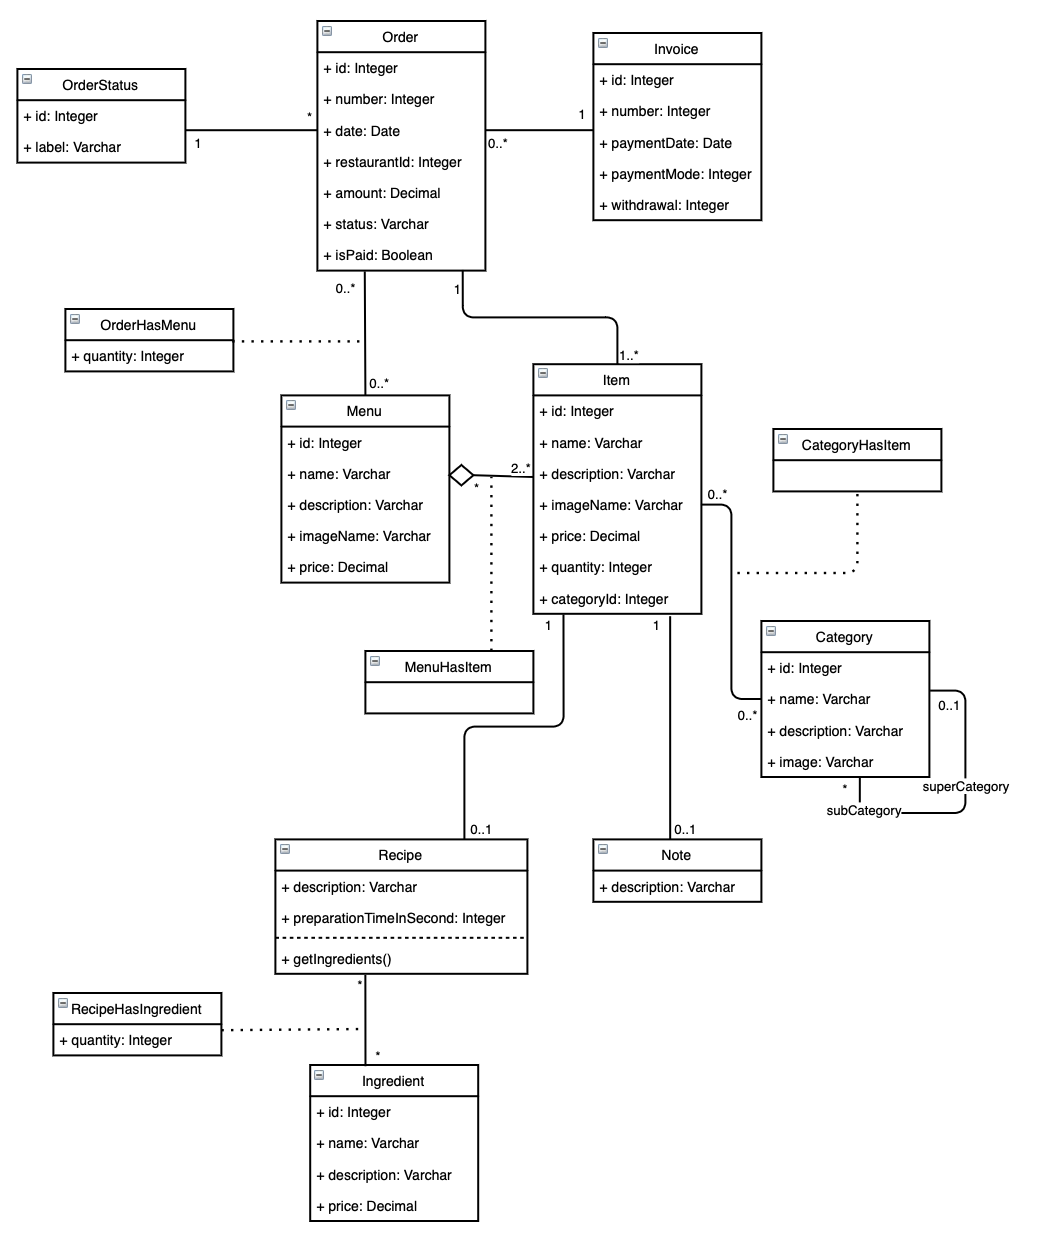 Order
+ id: Integer
+ number: Integer
+ date: Date
+ restaurantId: Integer
+ amount: Decimal
+ status: Varchar
+ isPaid: Boolean
Invoice
+ id: Integer
+ number: Integer
+ paymentDate: Date
+ paymentMode: Integer
+ withdrawal: Integer
OrderStatus
+ id: Integer
+ label: Varchar
1
*
0..*
1
0..*
1
OrderHasMenu
+ quantity: Integer
0..*
1..*
Menu
+ id: Integer
+ name: Varchar
+ description: Varchar
+ imageName: Varchar
+ price: Decimal
*
2..*
Item
+ id: Integer
+ name: Varchar
+ description: Varchar
+ imageName: Varchar
+ price: Decimal
+ quantity: Integer
+ categoryId: Integer
0..*
CategoryHasItem
1
1
MenuHasItem
Category
+ id: Integer
+ name: Varchar
+ description: Varchar
+ image: Varchar
0..*
0..1
*
superCategory
subCategory
0..1
0..1
Recipe
+ description: Varchar
+ preparationTimeInSecond: Integer
+ getIngredients()
Note
+ description: Varchar
*
RecipeHasIngredient
+ quantity: Integer
*
Ingredient
+ id: Integer
+ name: Varchar
+ description: Varchar
+ price: Decimal